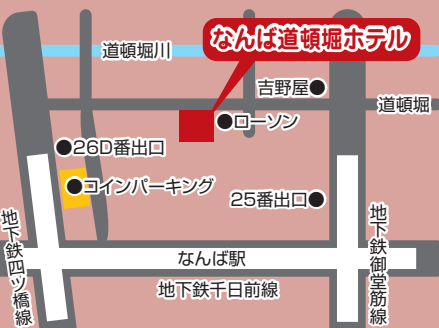 なんば道頓堀ホテル
道頓堀川
吉野屋●
道頓堀
●ローソン
●26D番出口
●コインパーキング
25番出口●
地下鉄四ツ橋線
なんば駅
地下鉄千日前線
地下鉄御堂筋線